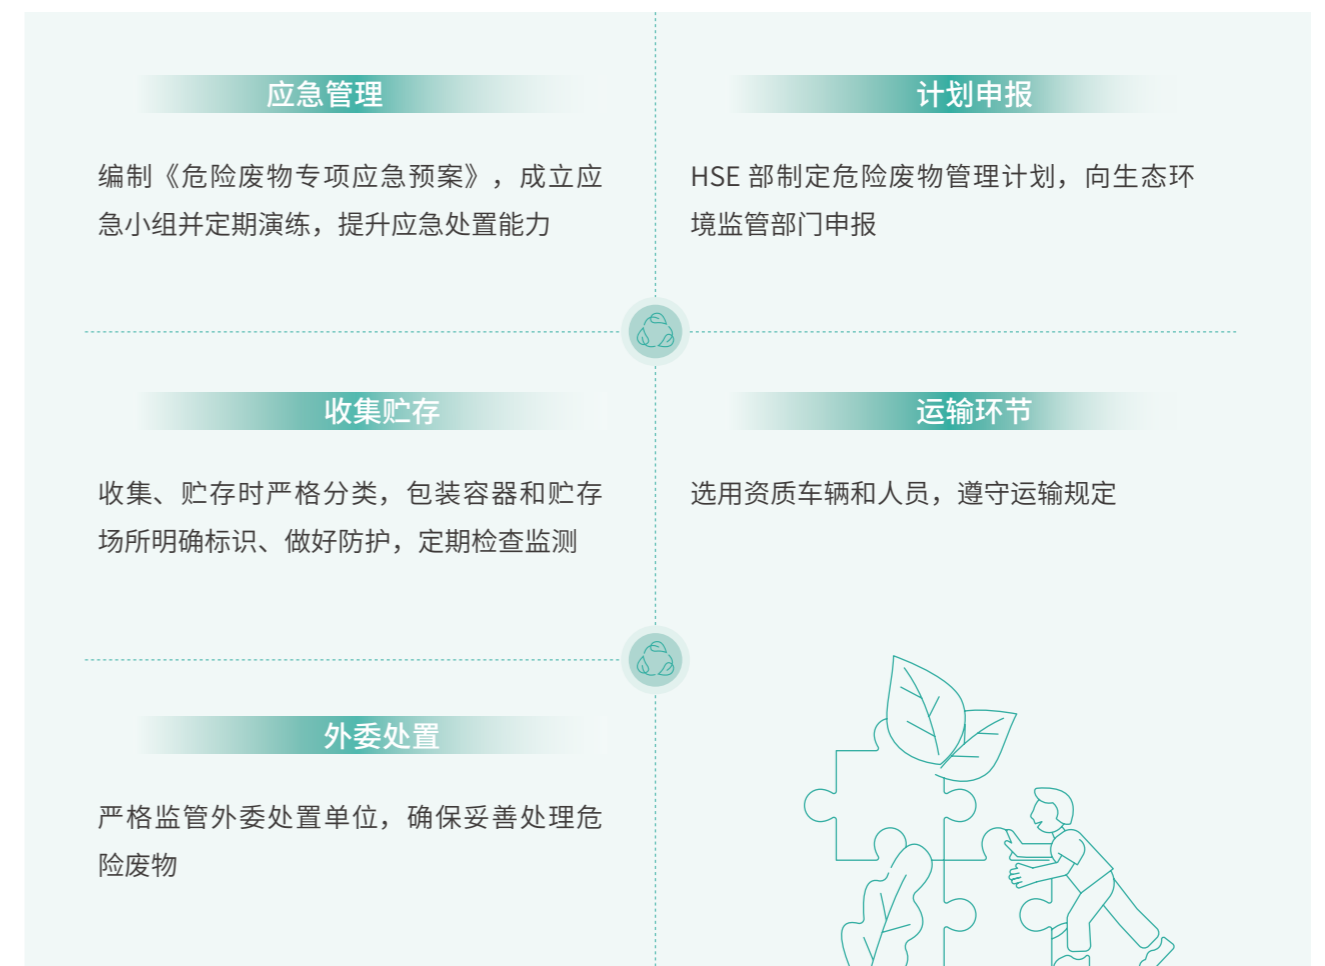 应急管理
编制《危险废物专项应急预案》，成立应
急小组并定期演练，提升应急处置能力
计划申报
HSE 部制定危险废物管理计划，向生态环
境监管部门申报
收集贮存
收集、贮存时严格分类，包装容器和贮存
场所明确标识、做好防护，定期检查监测
运输环节
选用资质车辆和人员，遵守运输规定
外委处置
严格监管外委处置单位，确保妥善处理危
险废物